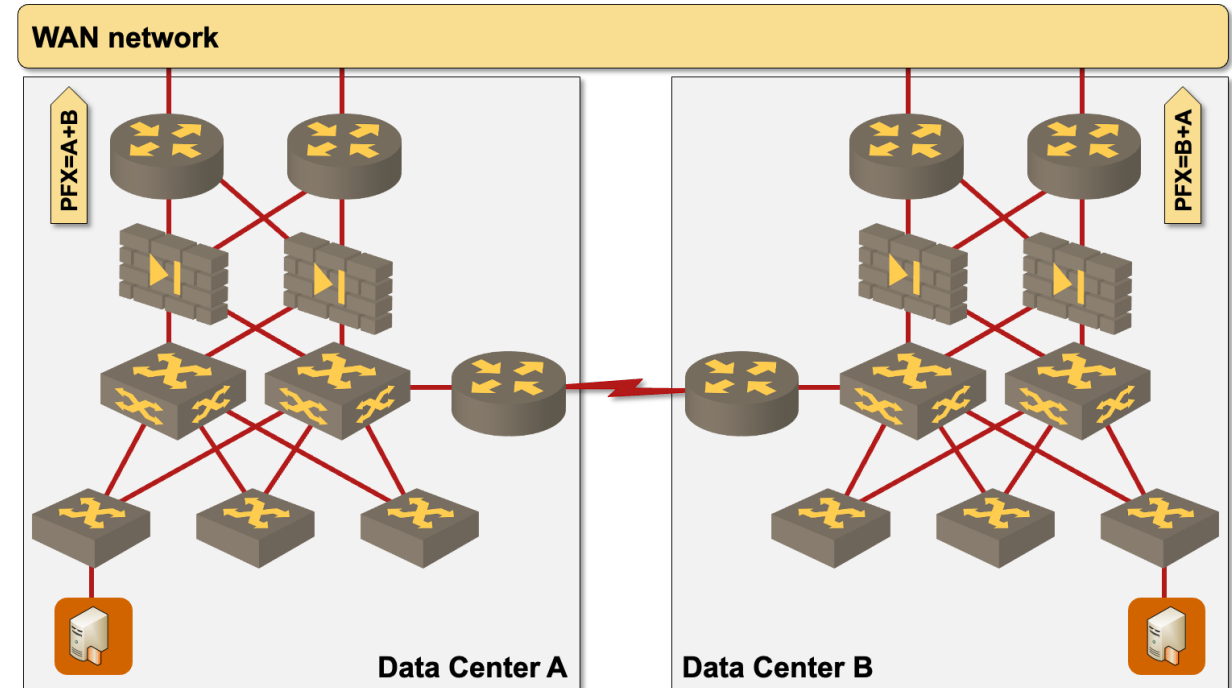 WAN network
PFX=A+B
PFX=B+A
Data Center A
Data Center B